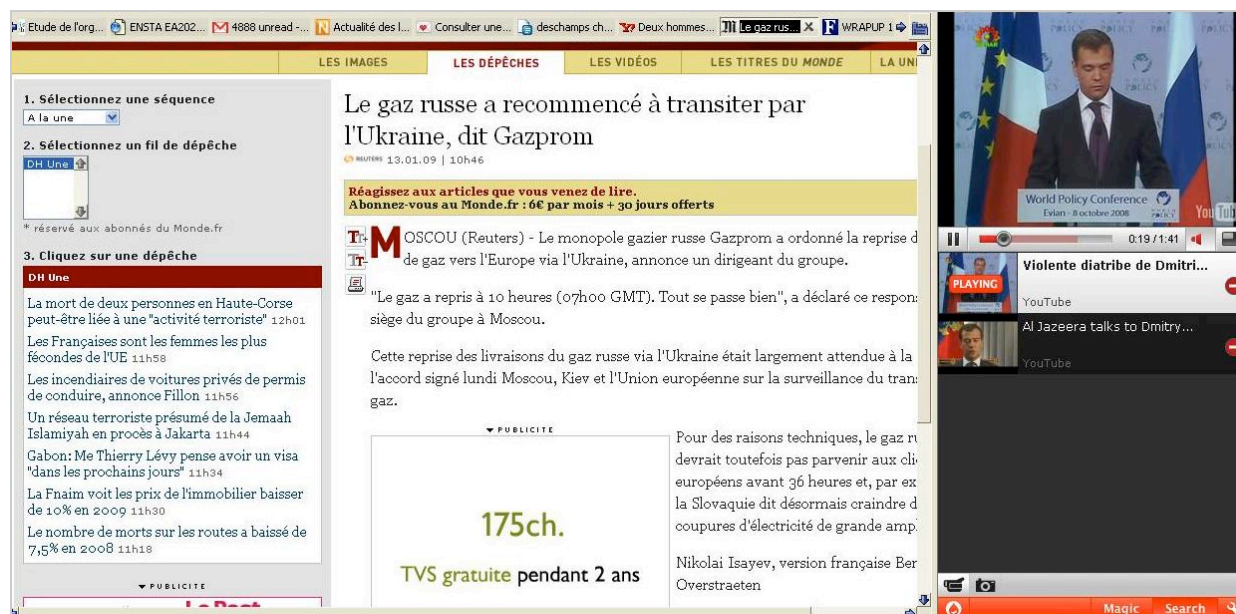 Etude de l'org...
ENSTA EA202...
4888 unread -...
Actualité des l...
Consulter une...
deschamps ch...
Deux hommes...
Le gaz rus...
WRAPUP 1
LES IMAGES
LES DÉPÊCHES
LES VIDÉOS
LES TITRES DU MONDE
LA UN
1. Sélectionnez une séquence
A la une
2. Sélectionnez un fil de dépêche
DH Une
* réservé aux abonnés du Monde.fr
3. Cliquez sur une dépêche
DH Une
La mort de deux personnes en Haute-Corse
peut-être liée à une "activité terroriste" 12h01
Les Françaises sont les femmes les plus
fécondes de l'UE 11h58
Les incendiaires de voitures privés de permis
de conduire, annonce Fillon 11h56
Un réseau terroriste présumé de la Jemaah
Islamiyah en procès à Jakarta 11h44
Gabon: Me Thierry Lévy pense avoir un visa
"dans les prochains jours" 11h34
La Fnaim voit les prix de l'immobilier baisser
de 10% en 2009 11h30
Le nombre de morts sur les routes a baissé de
7,5% en 2008 11h18
PUBLICITE
Le Post
Le gaz russe a recommencé à transiter par
l'Ukraine, dit Gazprom
REUTERS 13.01.09 | 10h46
Réagissez aux articles que vous venez de lire.
Abonnez-vous au Monde.fr : 6€ par mois + 30 jours offerts
MOSCOU (Reuters) - Le monopole gazier russe Gazprom a ordonné la reprise d
de gaz vers l'Europe via l'Ukraine, annonce un dirigeant du groupe.
"Le gaz a repris à 10 heures (07h00 GMT). Tout se passe bien", a déclaré ce respon
siège du groupe à Moscou.
Cette reprise des livraisons du gaz russe via l'Ukraine était largement attendue à la
l'accord signé lundi Moscou, Kiev et l'Union européenne sur la surveillance du tran
gaz.
PUBLICITE
175ch.
TVS gratuite pendant 2 ans
Pour des raisons techniques, le gaz ru
devrait toutefois pas parvenir aux cli
européens avant 36 heures et, par ex
la Slovaquie dit désormais craindre d
coupures d'électricité de grande amp
Nikolai Isayev, version française Ber
Overstraeten
World Policy Conference
Evian - 8 octobre 2008
You Tub
0:19 / 1:41
Violente diatribe de Dmitri...
PLAYING
YouTube
Al Jazeera talks to Dmitry...
YouTube
Magic
Search